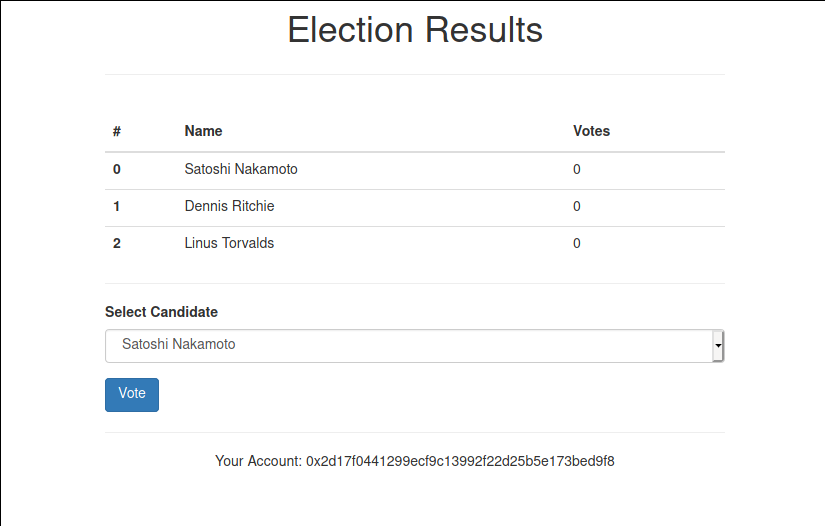 Election Results
# Name Votes
0 Satoshi Nakamoto 0
1 Dennis Ritchie 0
2 Linus Torvalds 0
Select Candidate
Satoshi Nakamoto
Vote
Your Account: 0x2d17f0441299ecf9c13992f22d25b5e173bed9f8